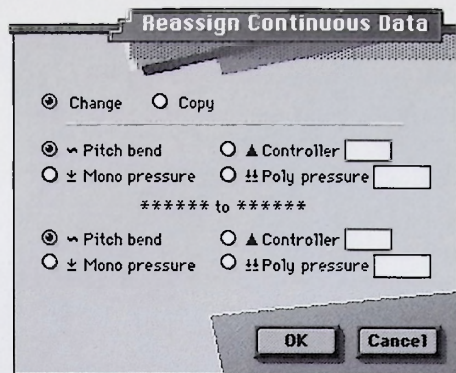 Reassign Continuous Data
Change Copy
Pitch bend Controller
Mono pressure Poly pressure
****** to ******
Pitch bend Controller
Mono pressure Poly pressure
OK Cancel